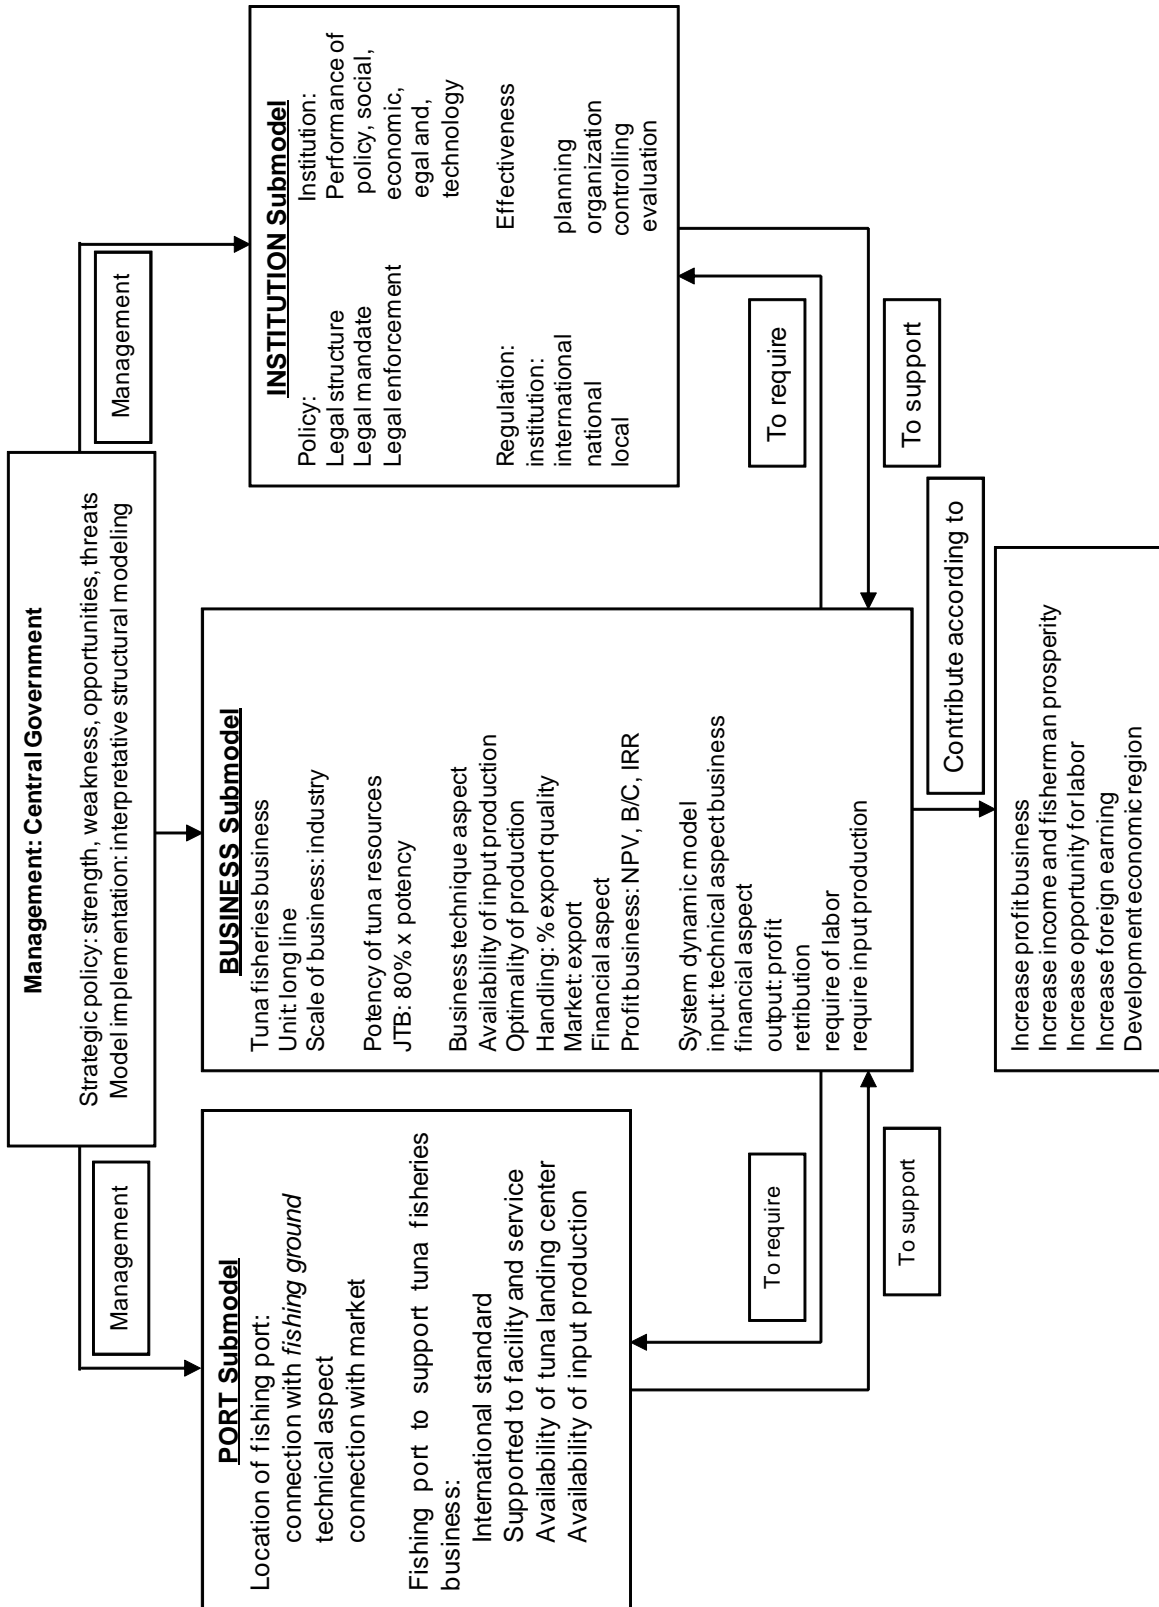 Management: Central Government
Strategic policy: strength, weakness, opportunities, threats
Model implementation: interpretative structural modeling
Management
Management
PORT Submodel
Location of fishing port:
connection with fishing ground
technical aspect
connection with market
Fishing port to support tuna fisheries
business:
International standard
Supported to facility and service
Availability of tuna landing center
Availability of input production
BUSINESS Submodel
Tuna fisheries business
Unit: long line
Scale of business: industry
Potency of tuna resources
JTB: 80% x potency
Business technique aspect
Availability of input production
Optimality of production
Handling: % export quality
Market: export
Financial aspect
Profit business: NPV, B/C, IRR
System dynamic model
input: technical aspect business
financial aspect
output: profit
retribution
require of labor
require input production
INSTITUTION Submodel
Policy:
Legal structure
Legal mandate
Legal enforcement
Institution:
Performance of
policy, social,
economic,
egal and,
technology
Regulation:
institution:
international
national
local
Effectiveness
planning
organization
controlling
evaluation
To require
To support
To require
To support
Contribute according to
Increase profit business
Increase income and fisherman prosperity
Increase opportunity for labor
Increase foreign earning
Development economic region